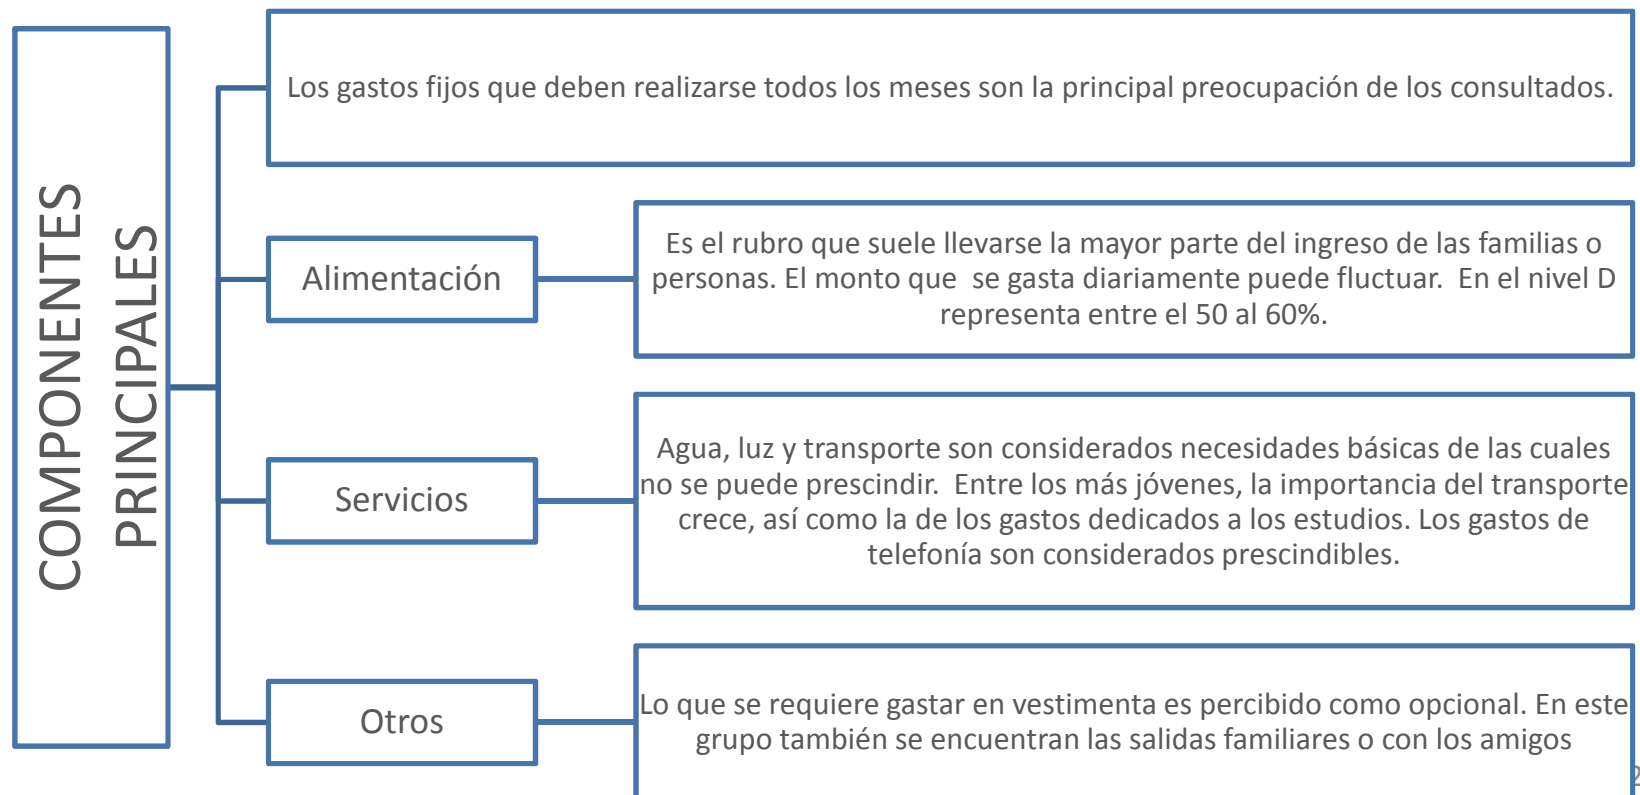 COMPONENTES
PRINCIPALES
Los gastos fijos que deben realizarse todos los meses son la principal preocupación de los consultados.
Alimentación
Es el rubro que suele llevarse la mayor parte del ingreso de las familias o
personas. El monto que  se gasta diariamente puede fluctuar.  En el nivel D
representa entre el 50 al 60%.
Servicios
Agua, luz y transporte son considerados necesidades básicas de las cuales
no se puede prescindir.  Entre los más jóvenes, la importancia del transporte
crece, así como la de los gastos dedicados a los estudios. Los gastos de
telefonía son considerados prescindibles.
Otros
Lo que se requiere gastar en vestimenta es percibido como opcional. En este
grupo también se encuentran las salidas familiares o con los amigos